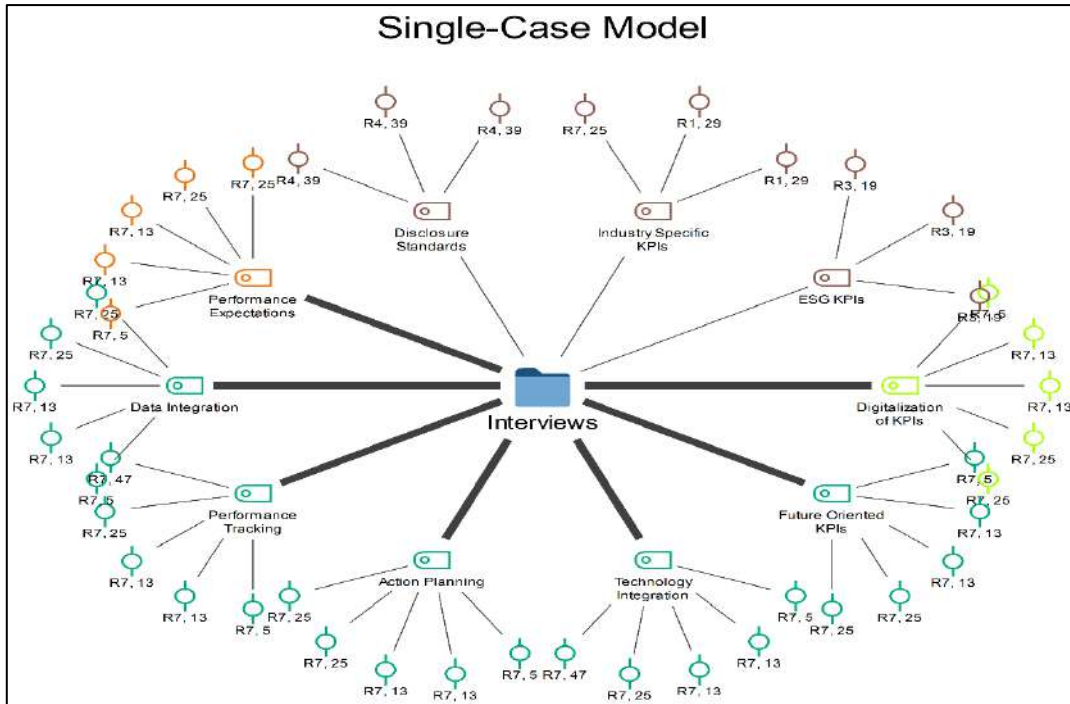 Single-Case Model
R4, 39
R4, 39
R7, 25
R1, 29
R4, 39
R7, 25
R7, 25
R1, 29
R3, 19
R7, 13
Disclosure
Standards
Industry Specific
KPIs
R3, 19
R7, 13
Performance
Expectations
ESG KPIs
R7, 25
R7, 5
R7, 5
R3, 19
R7, 25
R7, 13
R7, 13
Data Integration
Interviews
Digitalization
of KPIs
R7, 13
R7, 13
R7, 25
R7, 47
R7, 5
R7, 5
R7, 25
R7, 25
Performance
Tracking
Future Oriented
KPIs
R7, 13
R7, 13
Action Planning
Technology
Integration
R7, 13
R7, 13
R7, 5
R7, 25
R7, 5
R7, 25
R7, 25
R7, 25
R7, 13
R7, 13
R7, 5
R7, 47
R7, 25
R7, 13
R7, 13